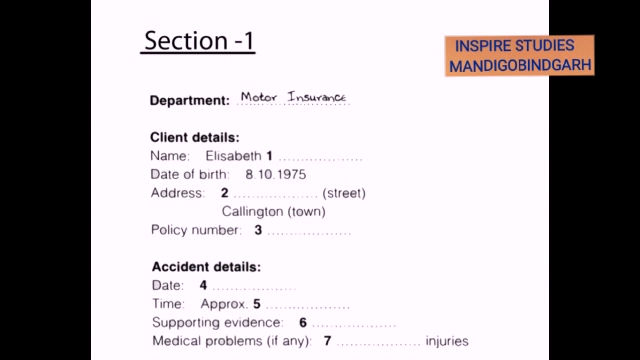 Section -1
INSPIRE STUDIES
MANDIGOBINDGARH
Department: Motor Insurance
Client details:
Name: Elisabeth 1 ......................
Date of birth: 8.10.1975
Address: 2 ...................... (street)
Callington (town)
Policy number: 3 ......................
Accident details:
Date: 4 ......................
Time: Approx. 5 ......................
Supporting evidence: 6 ......................
Medical problems (if any): 7 ...................... injuries